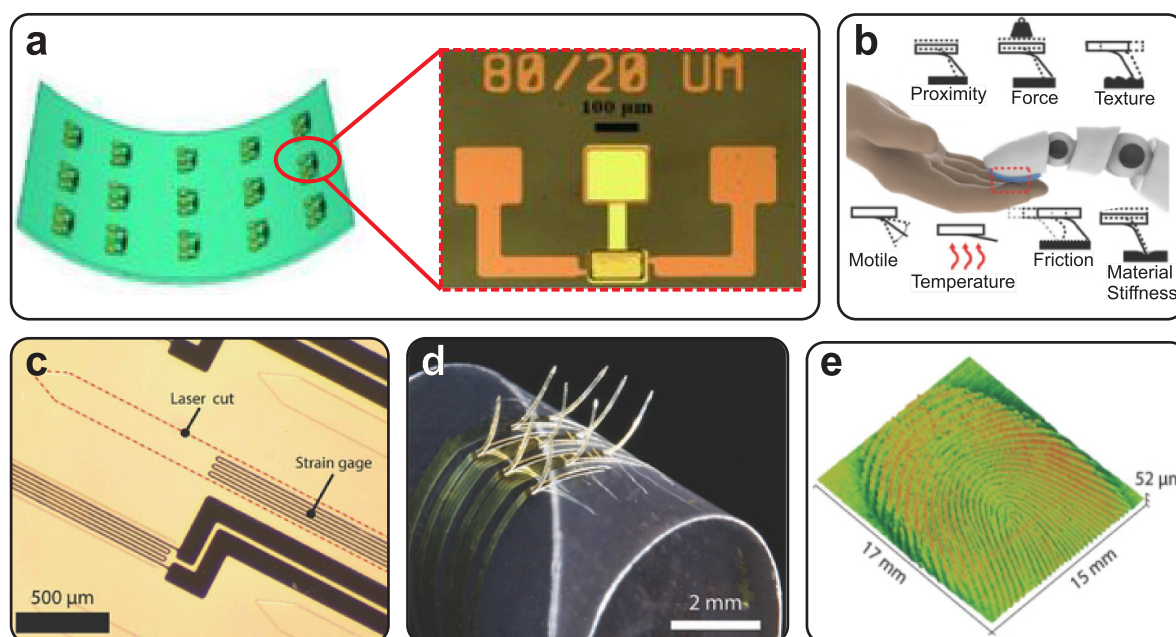 a
80/20 UM
100 µm
b
Proximity
Force
Texture
Motile
Temperature
Friction
Material
Stiffness
c
Laser cut
Strain gage
500 µm
d
2 mm
e
52 µm
17 mm
15 mm